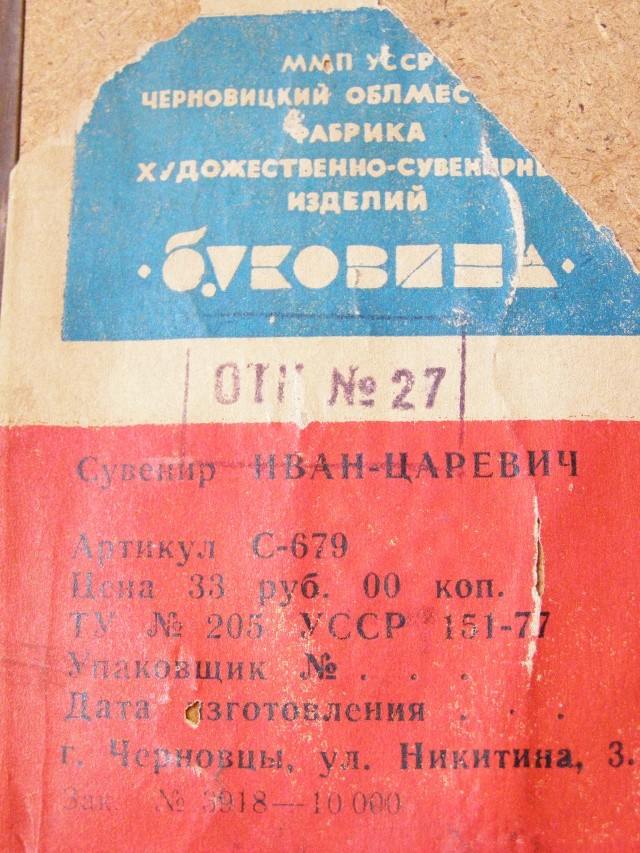 ММП УССР
ЧЕРНОВИЦКИЙ ОБЛМЕС
ФАБРИКА
ХУДОЖЕСТВЕННО-СУВЕНИРНЫ
ИЗДЕЛИЙ
·БУКОВИНА·
ОТК № 27
Сувенир ИВАН-ЦАРЕВИЧ
Артикул С-679
Цена 33 руб. 00 коп.
ТУ № 205 УССР 151-77
Упаковщик № . . .
Дата изготовления . . .
г. Черновцы, ул. Никитина, 3.
Зак. № 3918—10 000